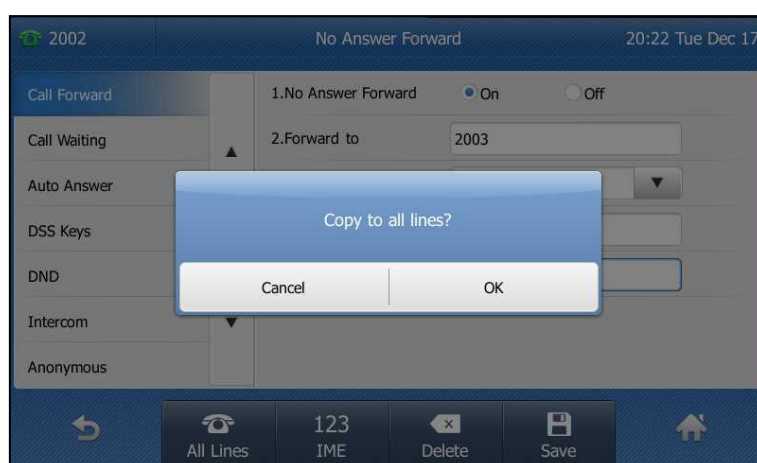 2002 No Answer Forward 20:22 Tue Dec 17
Call Forward
Call Waiting
Auto Answer
DSS Keys
DND
Intercom
Anonymous
1.No Answer Forward On Off
2.Forward to 2003
Copy to all lines?
Cancel OK
All Lines 123 IME Delete Save